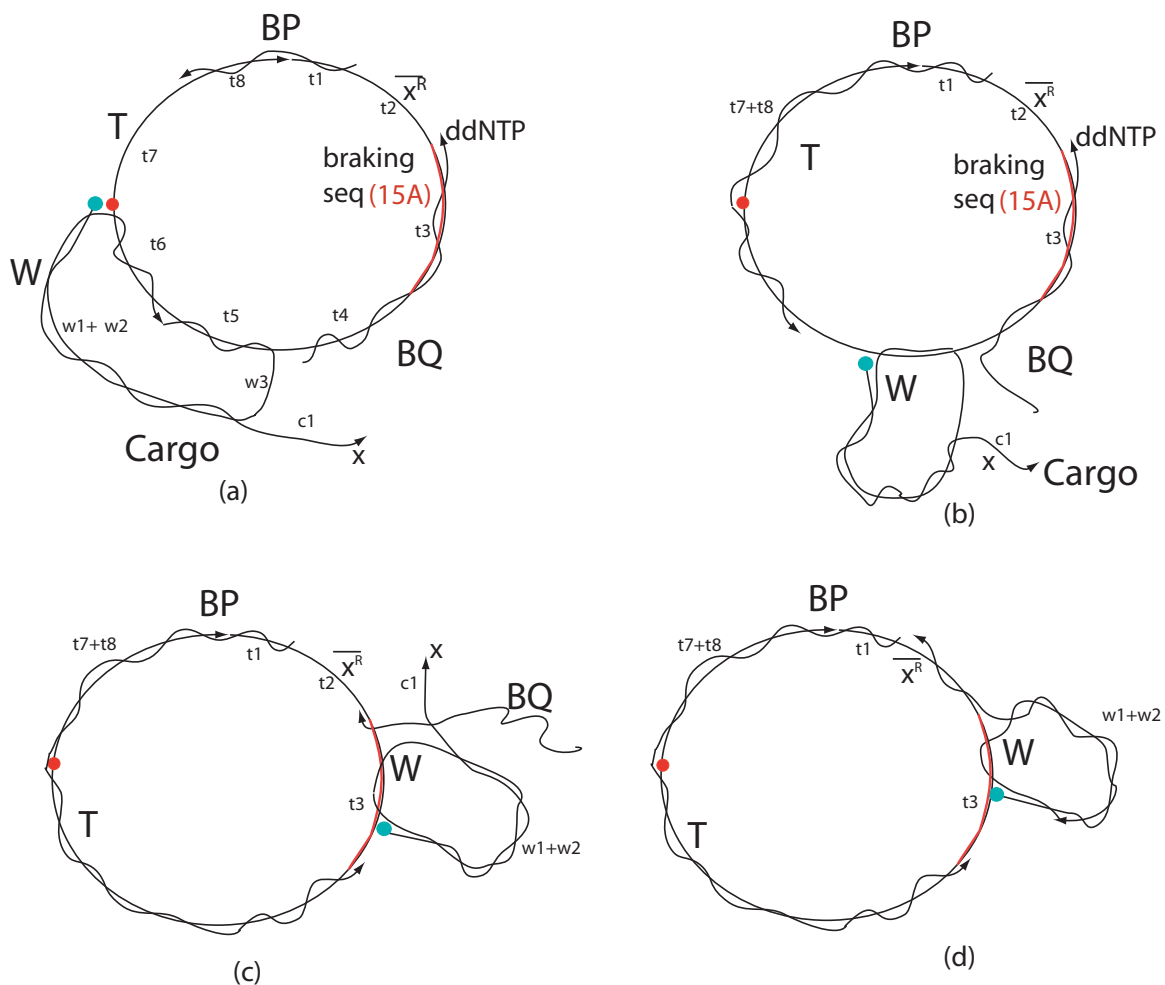 BP
t8
t1
x̄ᴿ
t2
T
ddNTP
t7
braking
seq (15A)
t3
t6
W
t5
t4
w1+ w2
BQ
w3
c1
Cargo
x
(a)
BP
t1
x̄ᴿ
t7+t8
t2
ddNTP
T
braking
seq (15A)
t3
BQ
W
c1
x
Cargo
(b)
BP
t7+t8
t1
x̄ᴿ
x
t2
c1
BQ
W
t3
T
w1+w2
(c)
BP
t7+t8
t1
x̄ᴿ
w1+w2
W
t3
T
(d)